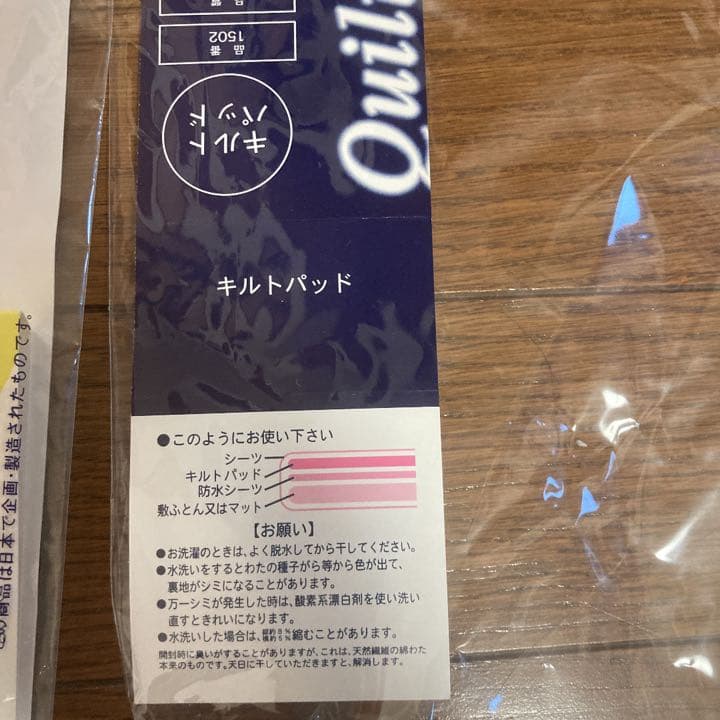 品番
1502
キルト
パッド
Quil
キルトパッド
●このようにお使い下さい
シーツ
キルトパッド
防水シーツ
敷ふとん又はマット
【お願い】
●お洗濯のときは、よく脱水してから干してください。
●水洗いをするとわたの種子がら等から色が出て、
裏地がシミになることがあります。
●万一シミが発生した時は、酸素系漂白剤を使い洗い
直すときれいになります。
●水洗いした場合は、縦約8％横約5％縮むことがあります。
開封時に臭いがすることがありますが、これは、天然繊維の綿わた
本来のものです。天日に干していただきますと、解消します。
この商品は日本で企画・製造されたものです。